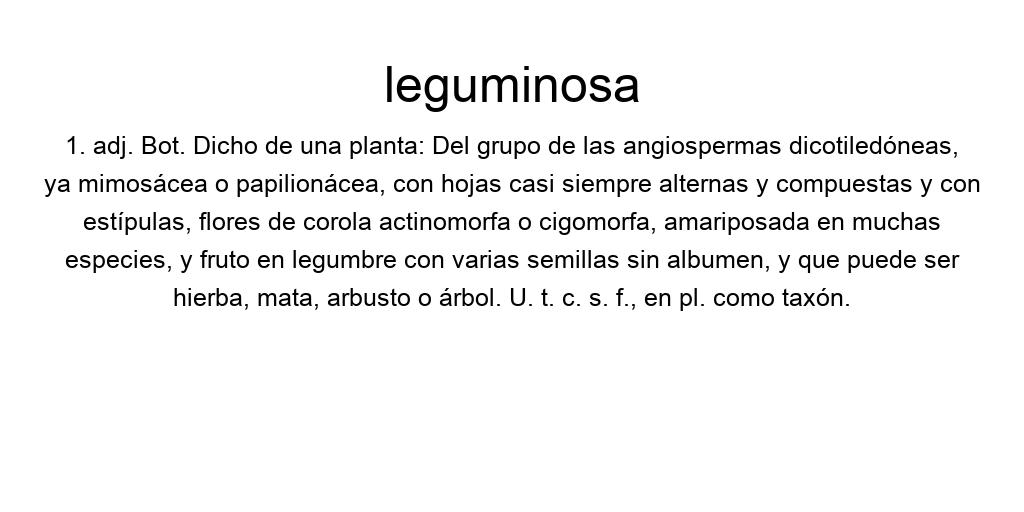 leguminosa
1. adj. Bot. Dicho de una planta: Del grupo de las angiospermas dicotiledóneas,
ya mimosácea o papilionácea, con hojas casi siempre alternas y compuestas y con
estípulas, flores de corola actinomorfa o cigomorfa, amariposada en muchas
especies, y fruto en legumbre con varias semillas sin albumen, y que puede ser
hierba, mata, arbusto o árbol. U. t. c. s. f., en pl. como taxón.